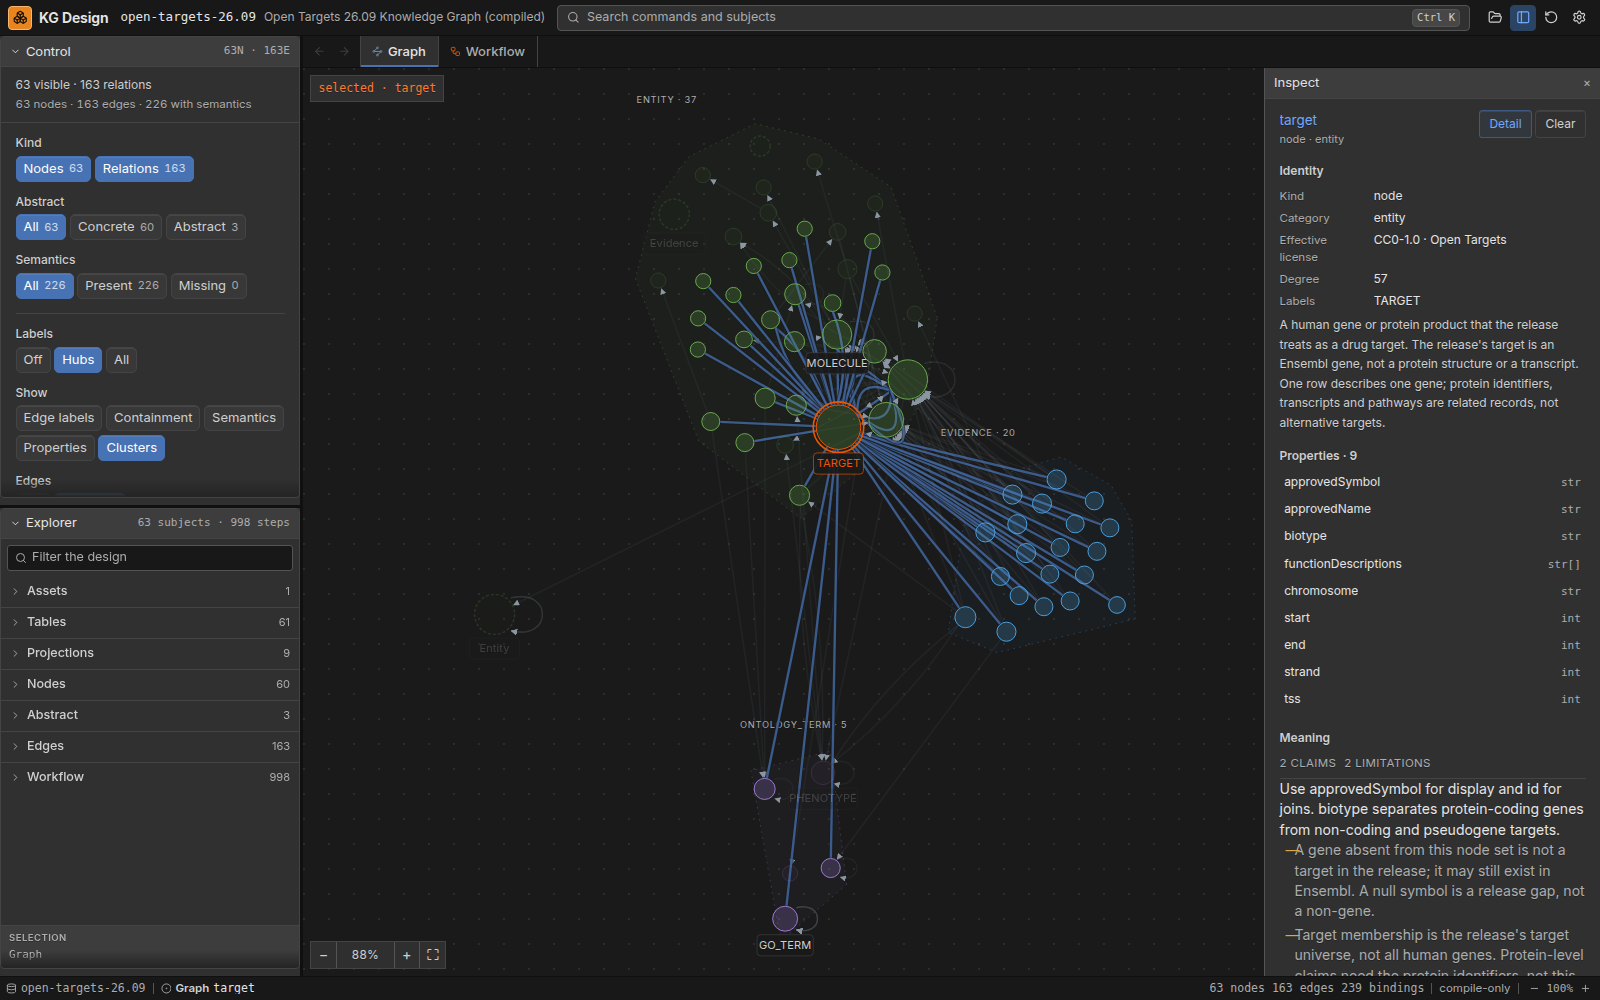 KG Design open-targets-26.09 Open Targets 26.09 Knowledge Graph (compiled) Search commands and subjects Ctrl K
Control 63N · 163E
63 visible · 163 relations
63 nodes · 163 edges · 226 with semantics
Kind
Nodes 63 Relations 163
Abstract
All 63 Concrete 60 Abstract 3
Semantics
All 226 Present 226 Missing 0
Labels
Off Hubs All
Show
Edge labels Containment Semantics
Properties Clusters
Edges
Explorer 63 subjects · 998 steps
Filter the design
Assets 1
Tables 61
Projections 9
Nodes 60
Abstract 3
Edges 163
Workflow 998
SELECTION
Graph
Graph Workflow
selected · target
ENTITY · 37
Evidence
MOLECULE
EVIDENCE · 20
TARGET
Entity
ONTOLOGY_TERM · 5
PHENOTYPE
GO_TERM
− 88% +
Inspect ×
target Detail Clear
node · entity
Identity
Kind node
Category entity
Effective license CC0-1.0 · Open Targets
Degree 57
Labels TARGET
A human gene or protein product that the release
treats as a drug target. The release's target is an
Ensembl gene, not a protein structure or a transcript.
One row describes one gene; protein identifiers,
transcripts and pathways are related records, not
alternative targets.
Properties · 9
approvedSymbol str
approvedName str
biotype str
functionDescriptions str[]
chromosome str
start int
end int
strand int
tss int
Meaning
2 CLAIMS 2 LIMITATIONS
Use approvedSymbol for display and id for
joins. biotype separates protein-coding genes
from non-coding and pseudogene targets.
—A gene absent from this node set is not a
target in the release; it may still exist in
Ensembl. A null symbol is a release gap, not
a non-gene.
—Target membership is the release's target
universe, not all human genes. Protein-level
claims need the protein identifiers, not this
open-targets-26.09 Graph target 63 nodes 163 edges 239 bindings compile-only − 100% +